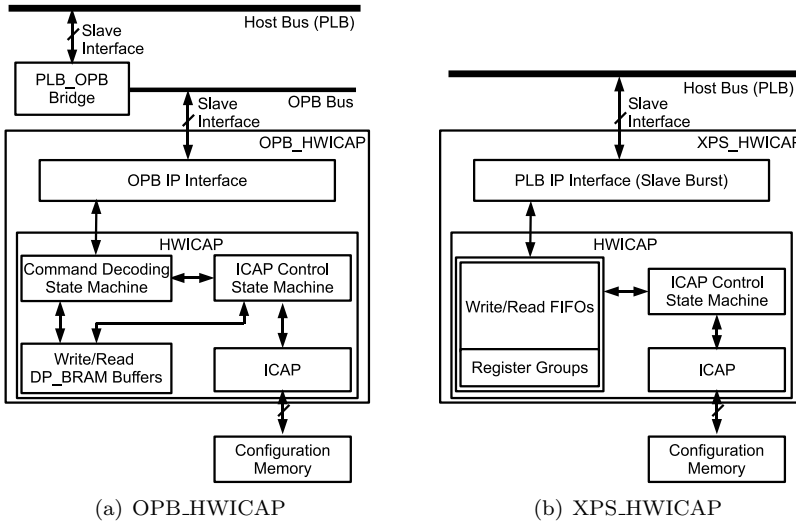 Host Bus (PLB)
Slave
Interface
PLB_OPB
Bridge
OPB Bus
Slave
Interface
OPB_HWICAP
OPB IP Interface
HWICAP
Command Decoding
State Machine
ICAP Control
State Machine
Write/Read
DP_BRAM Buffers
ICAP
Configuration
Memory
(a) OPB_HWICAP
Host Bus (PLB)
Slave
Interface
XPS_HWICAP
PLB IP Interface (Slave Burst)
HWICAP
Write/Read FIFOs
Register Groups
ICAP Control
State Machine
ICAP
Configuration
Memory
(b) XPS_HWICAP